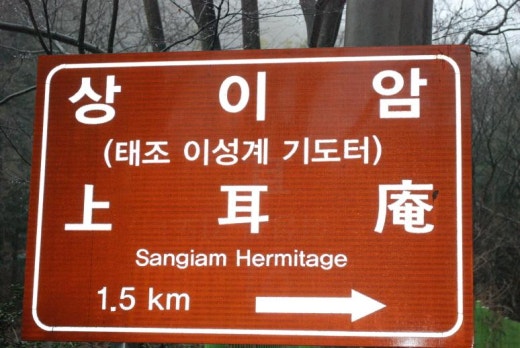 상이암
(태조 이성계 기도터)
上耳庵
Sangiam Hermitage
1.5 km